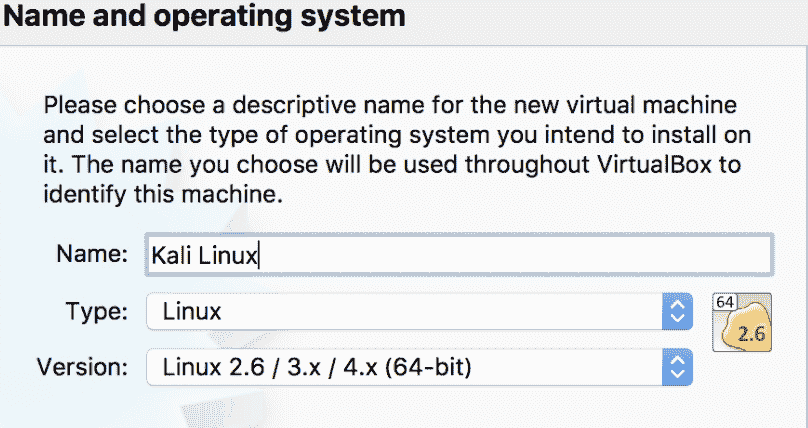 Name and operating system
Please choose a descriptive name for the new virtual machine
and select the type of operating system you intend to install on
it. The name you choose will be used throughout VirtualBox to
identify this machine.
Name: Kali Linux
Type: Linux
64
2.6
Version: Linux 2.6 / 3.x / 4.x (64-bit)